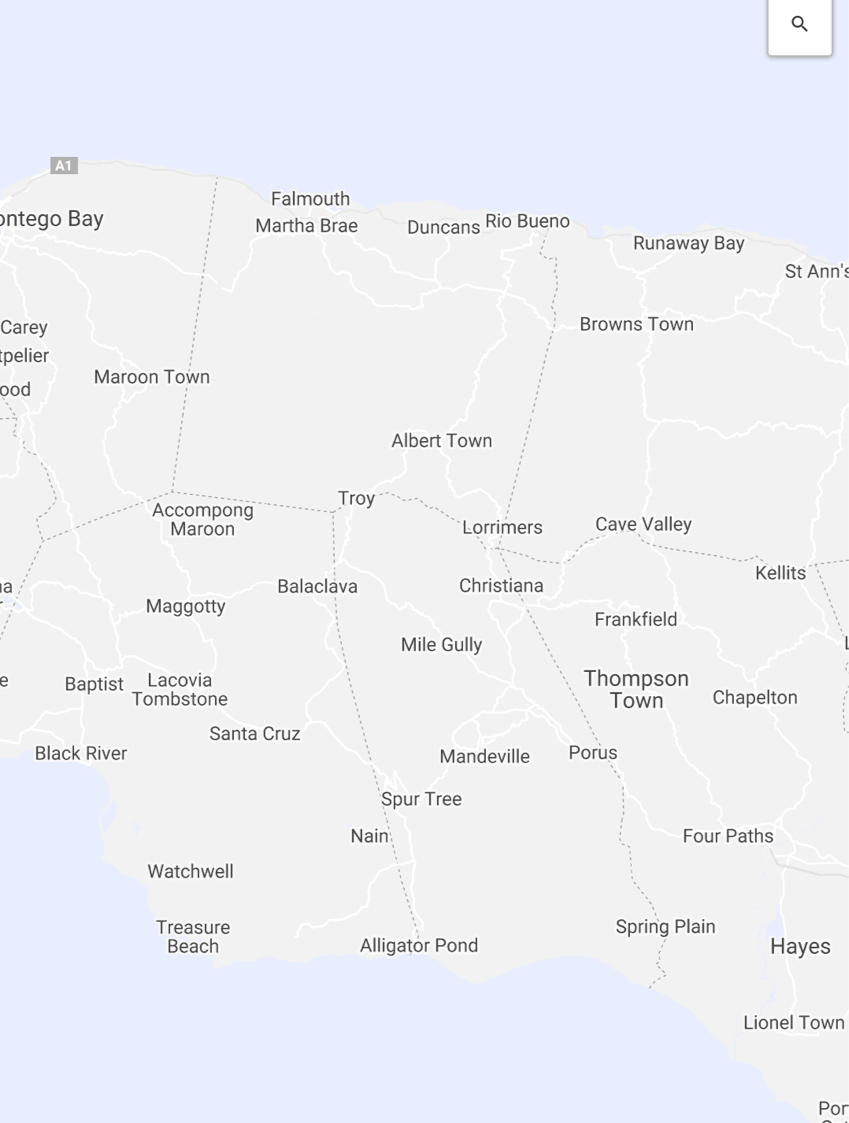 A1
Falmouth
ontego Bay
Martha Brae
Duncans
Rio Bueno
Runaway Bay
St Ann's
Carey
Browns Town
tpelier
Maroon Town
ood
Albert Town
Troy
Accompong
Maroon
Lorrimers
Cave Valley
Kellits
na
r
Balaclava
Christiana
Maggotty
Frankfield
Mile Gully
L
e
Baptist
Lacovia
Tombstone
Thompson
Town
Chapelton
Santa Cruz
Black River
Mandeville
Porus
Spur Tree
Nain
Four Paths
Watchwell
Treasure
Beach
Alligator Pond
Spring Plain
Hayes
Lionel Town
Por